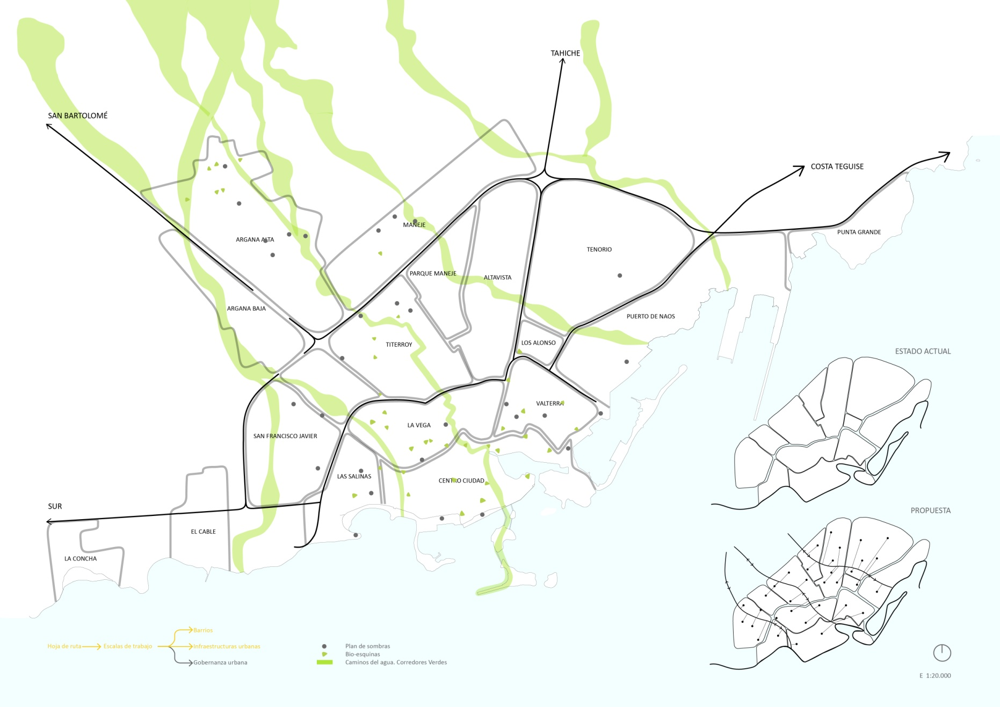 TAHICHE
SAN BARTOLOMÉ
COSTA TEGUISE
MANEJE
PUNTA GRANDE
ARGANA ALTA
TENORIO
PARQUE MANEJE
ALTAVISTA
ARGANA BAJA
PUERTO DE NAOS
TITERROY
LOS ALONSO
ESTADO ACTUAL
VALTERRA
LA VEGA
SAN FRANCISCO JAVIER
LAS SALINAS
CENTRO CIUDAD
SUR
PROPUESTA
EL CABLE
LA CONCHA
Barrios
Hoja de ruta
Escalas de trabajo
Infraestructuras urbanas
Gobernanza urbana
Plan de sombras
Bio-esquinas
Caminos del agua. Corredores Verdes
E 1:20.000